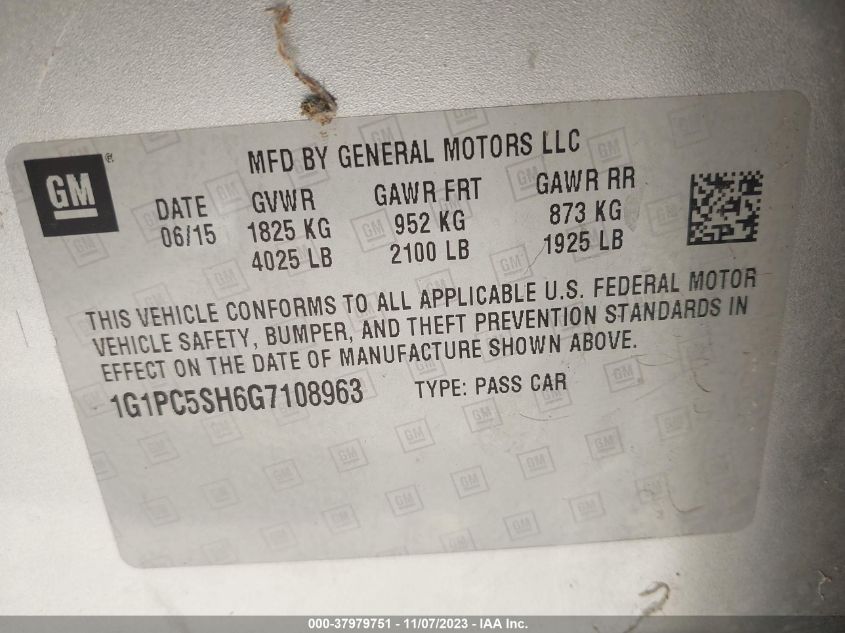 GM®
MFD BY GENERAL MOTORS LLC
DATE GVWR GAWR FRT GAWR RR
06/15 1825 KG 952 KG 873 KG
4025 LB 2100 LB 1925 LB
THIS VEHICLE CONFORMS TO ALL APPLICABLE U.S. FEDERAL MOTOR
VEHICLE SAFETY, BUMPER, AND THEFT PREVENTION STANDARDS IN
EFFECT ON THE DATE OF MANUFACTURE SHOWN ABOVE.
1G1PC5SH6G7108963 TYPE: PASS CAR
000-37979751 - 11/07/2023 - IAA Inc.